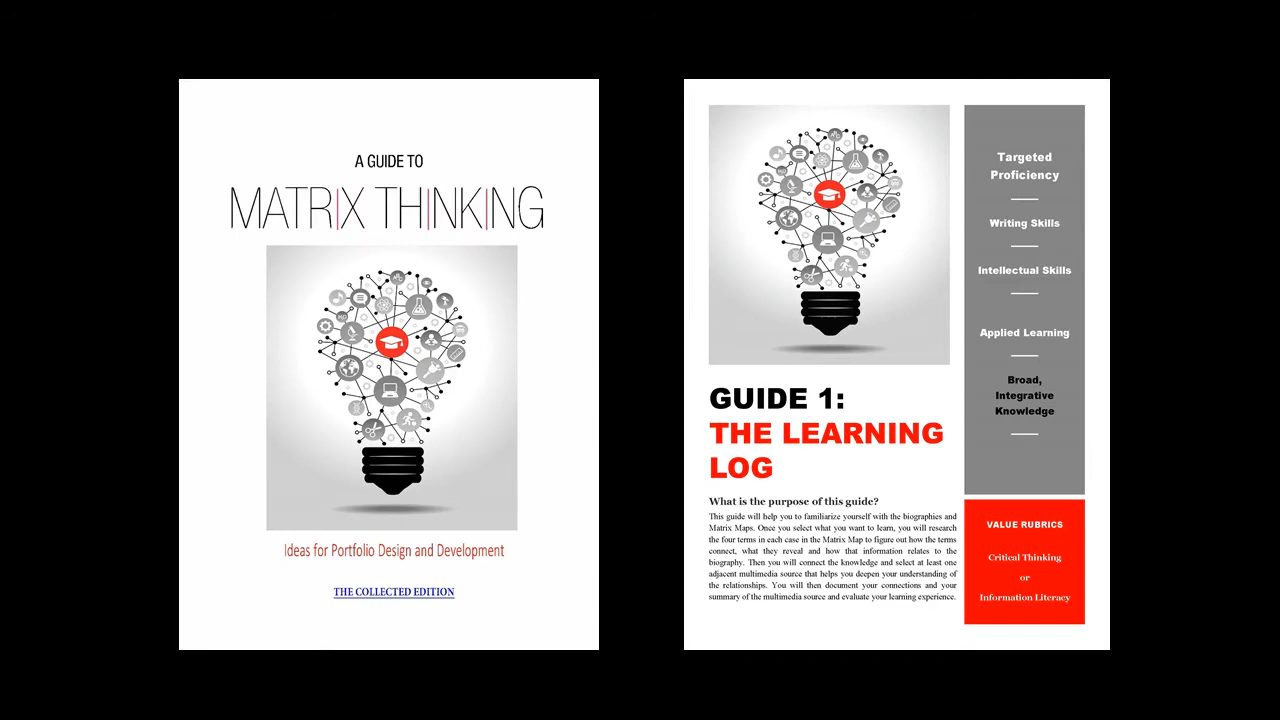 A GUIDE TO
MATRIX THINKING
Ideas for Portfolio Design and Development
THE COLLECTED EDITION
GUIDE 1:
THE LEARNING
LOG
What is the purpose of this guide?
This guide will help you to familiarize yourself with the biographies and
Matrix Maps. Once you select what you want to learn, you will research
the four terms in each case in the Matrix Map to figure out how the terms
connect, what they reveal and how that information relates to the
biography. Then you will connect the knowledge and select at least one
adjacent multimedia source that helps you deepen your understanding of
the relationships. You will then document your connections and your
summary of the multimedia source and evaluate your learning experience.
Targeted
Proficiency
Writing Skills
Intellectual Skills
Applied Learning
Broad,
Integrative
Knowledge
VALUE RUBRICS
Critical Thinking
or
Information Literacy